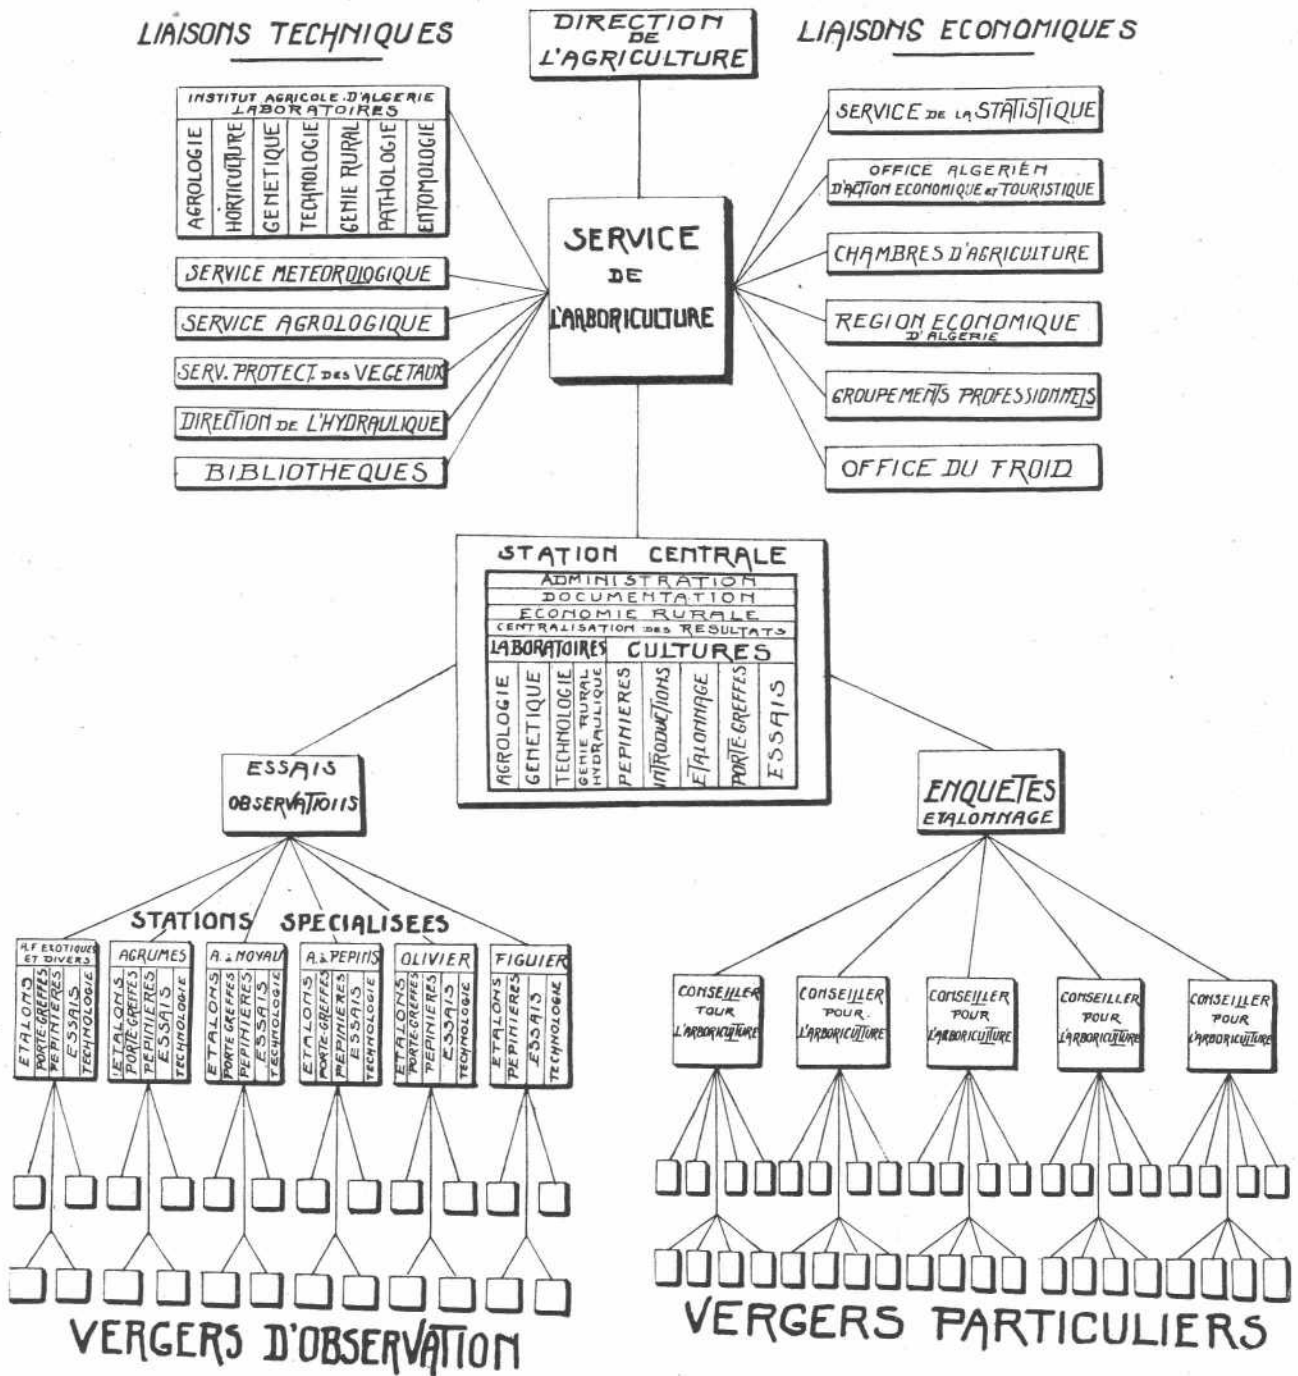 LIAISONS TECHNIQUES
DIRECTION
DE
L'AGRICULTURE
LIAISONS ECONOMIQUES
INSTITUT AGRICOLE D'ALGERIE
LABORATOIRES
AGROLOGIE
HORTICULTURE
GENETIQUE
TECHNOLOGIE
GENIE RURAL
PATHOLOGIE
ENTOMOLOGIE
SERVICE METEOROLOGIQUE
SERVICE AGROLOGIQUE
SERV. PROTECT. DES VEGETAUX
DIRECTION DE L'HYDRAULIQUE
BIBLIOTHEQUES
SERVICE
DE
L'ARBORICULTURE
SERVICE DE LA STATISTIQUE
OFFICE ALGERIEN
D'ACTION ECONOMIQUE ET TOURISTIQUE
CHAMBRES D'AGRICULTURE
REGION ECONOMIQUE
D'ALGERIE
GROUPEMENTS PROFESSIONNELS
OFFICE DU FROID
STATION CENTRALE
ADMINISTRATION
DOCUMENTATION
ECONOMIE RURALE
CENTRALISATION DES RESULTATS
LABORATOIRES
CULTURES
AGROLOGIE
GENETIQUE
TECHNOLOGIE
GENIE RURAL
HYDRAULIQUE
PEPINIERES
INTRODUCTIONS
ETALONNAGE
PORTE-GREFFES
ESSAIS
ESSAIS
OBSERVATIONS
ENQUETES
ETALONNAGE
STATIONS SPECIALISEES
A.F EXOTIQUES
ET DIVERS
ETALONS
PORTE-GREFFES
PEPINIERES
ESSAIS
TECHNOLOGIE
AGRUMES
ETALONS
PORTE-GREFFES
PEPINIERES
ESSAIS
TECHNOLOGIE
A. à NOYAU
ETALONS
PORTE GREFFES
PEPINIERES
ESSAIS
TECHNOLOGIE
A. à PEPINS
ETALONS
PORTE-GREFFES
PEPINIERES
ESSAIS
TECHNOLOGIE
OLIVIER
ETALONS
PORTE-GREFFES
PEPINIERES
ESSAIS
TECHNOLOGIE
FIGUIER
ETALONS
PEPINIERES
ESSAIS
TECHNOLOGIE
CONSEILLER
POUR
L'ARBORICULTURE
CONSEILLER
POUR
L'ARBORICULTURE
CONSEILLER
POUR
L'ARBORICULTURE
CONSEILLER
POUR
L'ARBORICULTURE
CONSEILLER
POUR
L'ARBORICULTURE
VERGERS D'OBSERVATION
VERGERS PARTICULIERS